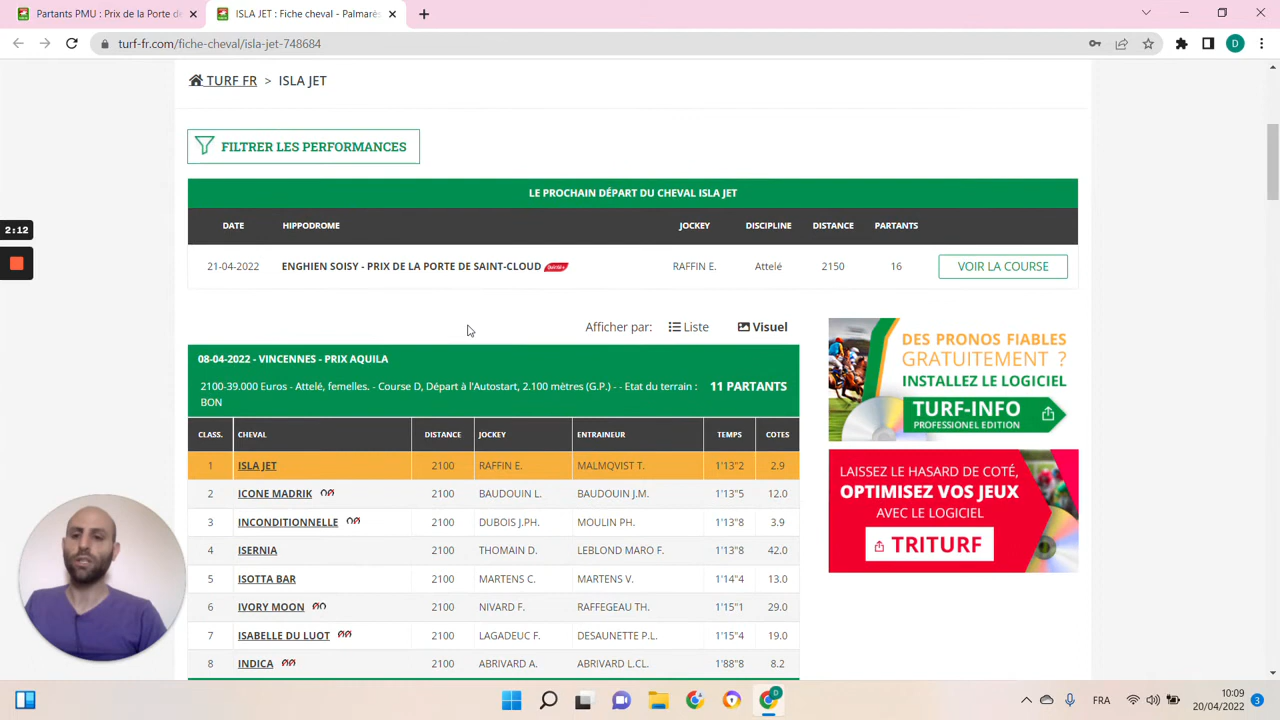 Partants PMU : Prix de la Porte de
ISLA JET : Fiche cheval - Palmarès
turf-fr.com/fiche-cheval/isla-jet-748684
D
TURF FR > ISLA JET
FILTRER LES PERFORMANCES
LE PROCHAIN DÉPART DU CHEVAL ISLA JET
DATE HIPPODROME JOCKEY DISCIPLINE DISTANCE PARTANTS
21-04-2022 ENGHIEN SOISY - PRIX DE LA PORTE DE SAINT-CLOUD RAFFIN E. Attelé 2150 16 VOIR LA COURSE
2:12
Afficher par: Liste Visuel
08-04-2022 - VINCENNES - PRIX AQUILA
2100-39.000 Euros - Attelé, femelles. - Course D, Départ à l'Autostart, 2.100 mètres (G.P.) - - Etat du terrain :
BON
11 PARTANTS
CLASS. CHEVAL DISTANCE JOCKEY ENTRAINEUR TEMPS COTES
1 ISLA JET 2100 RAFFIN E. MALMQVIST T. 1'13"2 2.9
2 ICONE MADRIK 2100 BAUDOUIN L. BAUDOUIN J.M. 1'13"5 12.0
3 INCONDITIONNELLE 2100 DUBOIS J.PH. MOULIN PH. 1'13"8 3.9
4 ISERNIA 2100 THOMAIN D. LEBLOND MARO F. 1'13"8 42.0
5 ISOTTA BAR 2100 MARTENS C. MARTENS V. 1'14"4 13.0
6 IVORY MOON 2100 NIVARD F. RAFFEGEAU TH. 1'15"1 29.0
7 ISABELLE DU LUOT 2100 LAGADEUC F. DESAUNETTE P.L. 1'15"4 19.0
8 INDICA 2100 ABRIVARD A. ABRIVARD L.CL. 1'88"8 8.2
DES PRONOS FIABLES
GRATUITEMENT ?
INSTALLEZ LE LOGICIEL
TURF-INFO
PROFESSIONEL EDITION
LAISSEZ LE HASARD DE COTÉ,
OPTIMISEZ VOS JEUX
AVEC LE LOGICIEL
TRITURF
D
FRA
10:09
20/04/2022
3